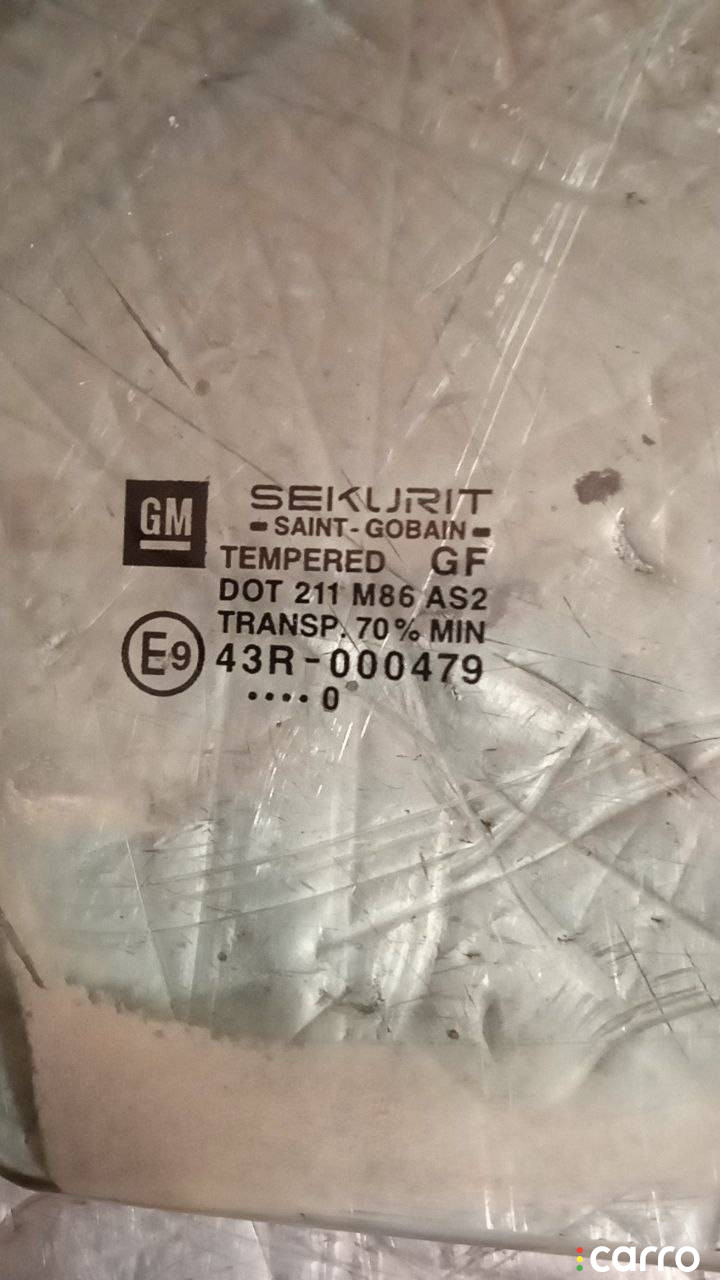 GM
SEKURIT
SAINT-GOBAIN
TEMPERED GF
DOT 211 M86 AS2
TRANSP. 70% MIN
E9 43R-000479
•••• 0
carro